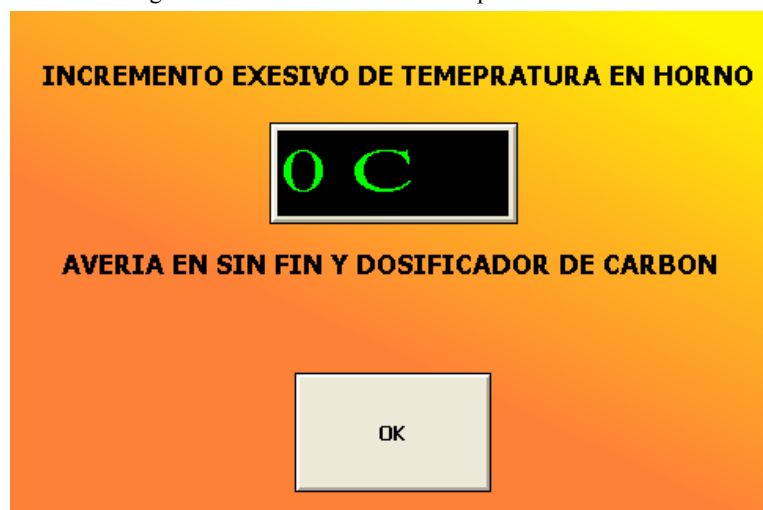 INCREMENTO EXESIVO DE TEMEPRATURA EN HORNO
0 C
AVERIA EN SIN FIN Y DOSIFICADOR DE CARBON
OK